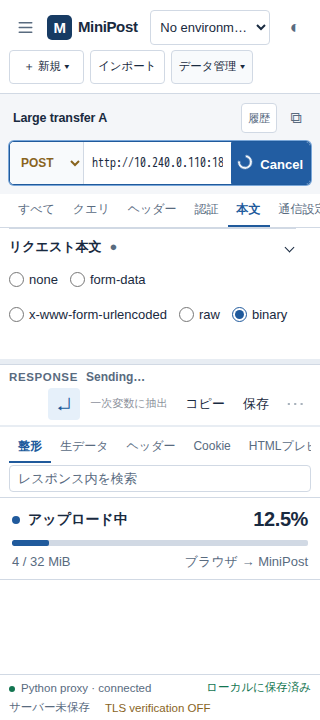 M MiniPost No environm…
＋ 新規 ▾ インポート データ管理 ▾
Large transfer A 履歴
POST http://10.240.0.110:18 Cancel
すべて クエリ ヘッダー 認証 本文 通信設定
リクエスト本文
none form-data
x-www-form-urlencoded raw binary
RESPONSE Sending…
一次変数に抽出 コピー 保存 ···
整形 生データ ヘッダー Cookie HTMLプレビ
レスポンス内を検索
アップロード中 12.5%
4 / 32 MiB ブラウザ → MiniPost
Python proxy · connected ローカルに保存済み
サーバー未保存 TLS verification OFF